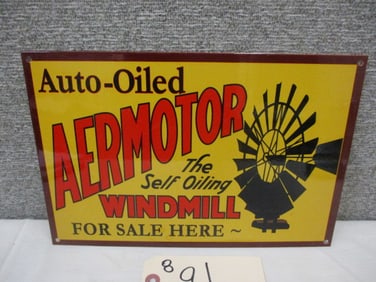 Auto-Oiled
AERMOTOR
The
Self Oiling
WINDMILL
FOR SALE HERE ~
891